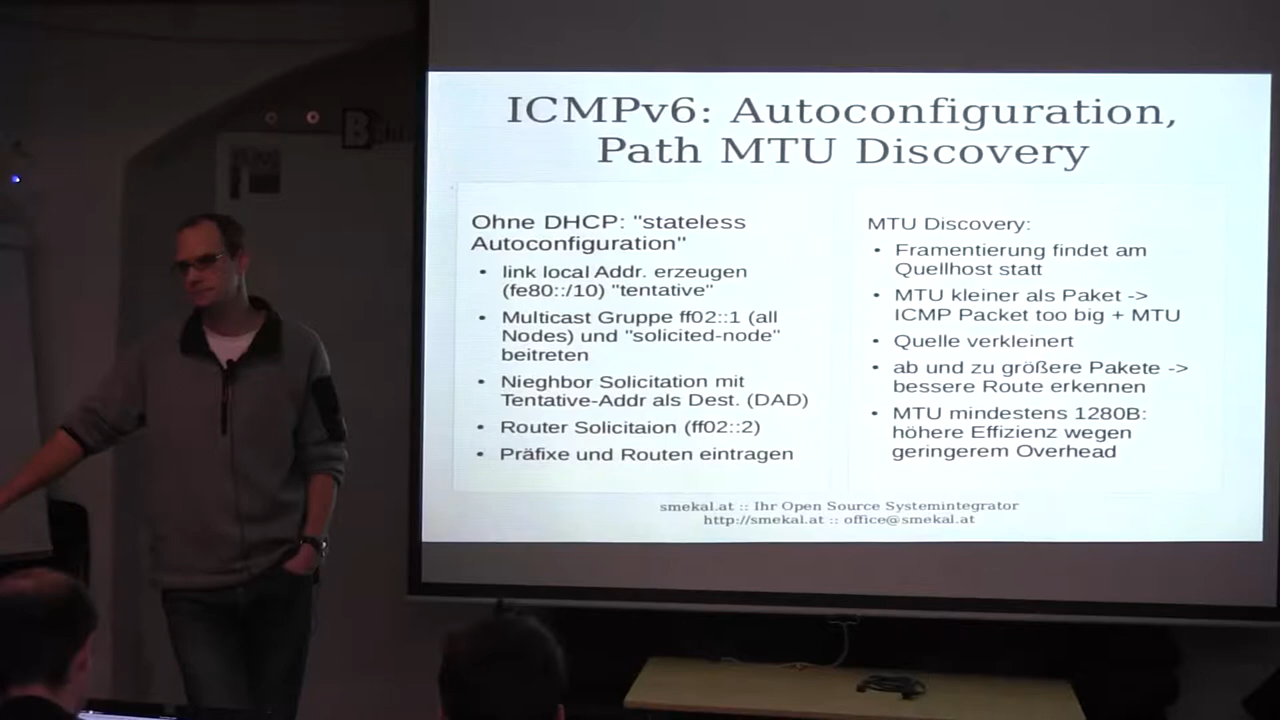 ICMPv6: Autoconfiguration,
Path MTU Discovery
Ohne DHCP: "stateless
Autoconfiguration"
• link local Addr. erzeugen
(fe80::/10) "tentative"
• Multicast Gruppe ff02::1 (all
Nodes) und "solicited-node"
beitreten
• Nieghbor Solicitation mit
Tentative-Addr als Dest. (DAD)
• Router Solicitaion (ff02::2)
• Präfixe und Routen eintragen
MTU Discovery:
• Framentierung findet am
Quellhost statt
• MTU kleiner als Paket ->
ICMP Packet too big + MTU
• Quelle verkleinert
• ab und zu größere Pakete ->
bessere Route erkennen
• MTU mindestens 1280B:
höhere Effizienz wegen
geringerem Overhead
smekal.at :: Ihr Open Source Systemintegrator
http://smekal.at :: office@smekal.at